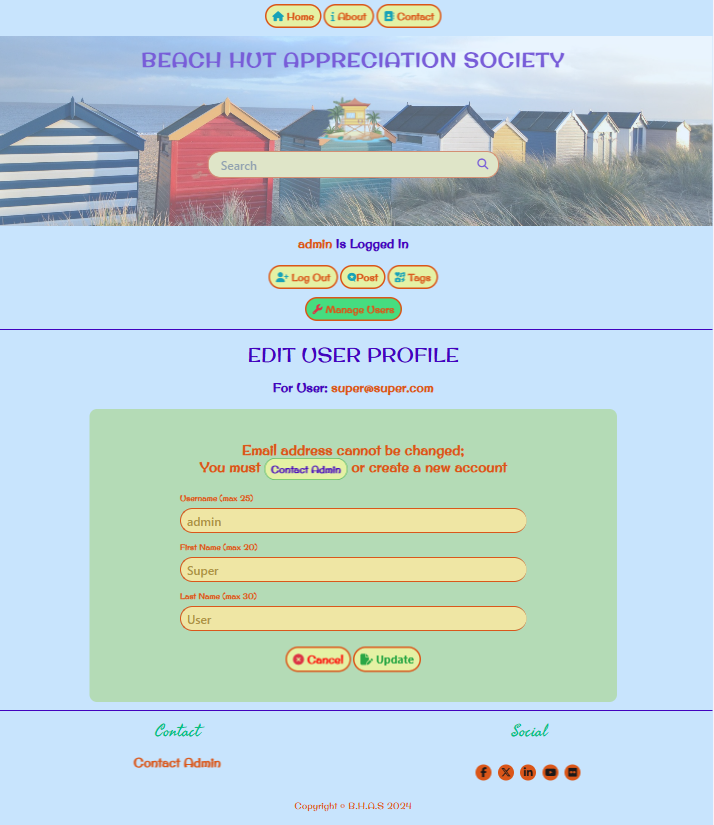 Home About Contact
BEACH HUT APPRECIATION SOCIETY
Search
admin Is Logged In
Log Out Post Tags
Manage Users
EDIT USER PROFILE
For User: super@super.com
Email address cannot be changed;
You must Contact Admin or create a new account
Username (max 25)
admin
First Name (max 20)
Super
Last Name (max 30)
User
Cancel Update
Contact Social
Contact Admin
Copyright © B.H.A.S 2024